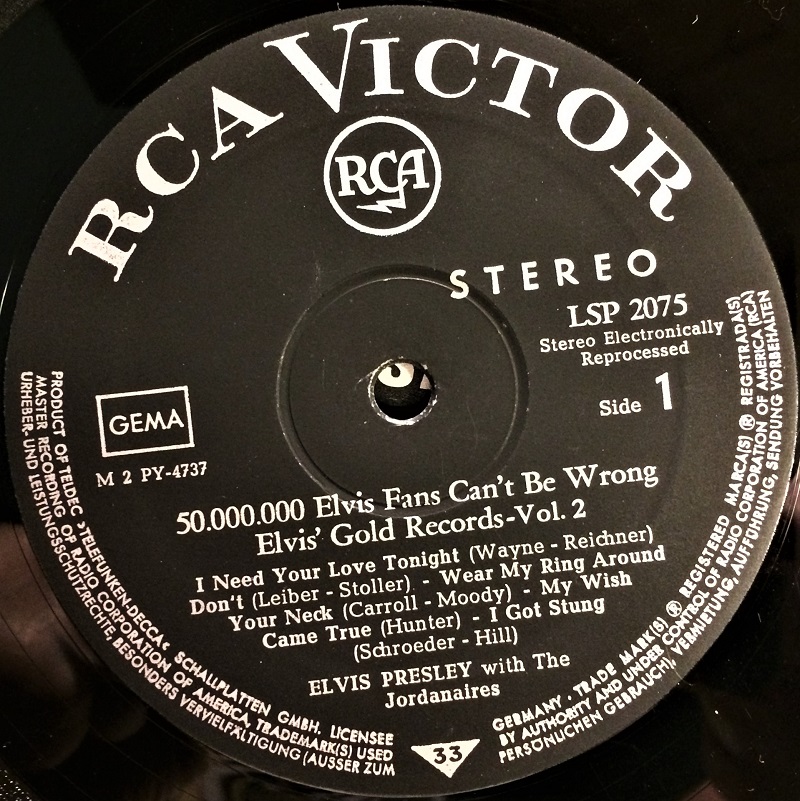 RCA VICTOR
RCA
STEREO
LSP 2075
Stereo Electronically
Reprocessed
Side 1
GEMA
M 2 PY-4737
50.000.000 Elvis Fans Can't Be Wrong
Elvis' Gold Records-Vol. 2
I Need Your Love Tonight (Wayne - Reichner)
Don't (Leiber - Stoller) - Wear My Ring Around
Your Neck (Carroll - Moody) - My Wish
Came True (Hunter) - I Got Stung
(Schroeder - Hill)
ELVIS PRESLEY with The
Jordanaires
33
PRODUCT OF TELDEC »TELEFUNKEN-DECCA« SCHALLPLATTEN GMBH. LICENSEE
MASTER RECORDING OF RADIO CORPORATION OF AMERICA TRADEMARK(S) USED
URHEBER- UND LEISTUNGSSCHUTZRECHTE, BESONDERS VERVIELFÄLTIGUNG (AUSSER ZUM
GERMANY · TRADE MARK(S) ® REGISTERED MARCA(S) ® REGISTRADA(S)
BY AUTHORITY AND UNDER CONTROL OF RADIO CORPORATION OF AMERICA (RCA)
PERSÖNLICHEN GEBRAUCH), VERMIETUNG, AUFFÜHRUNG, SENDUNG VORBEHALTEN